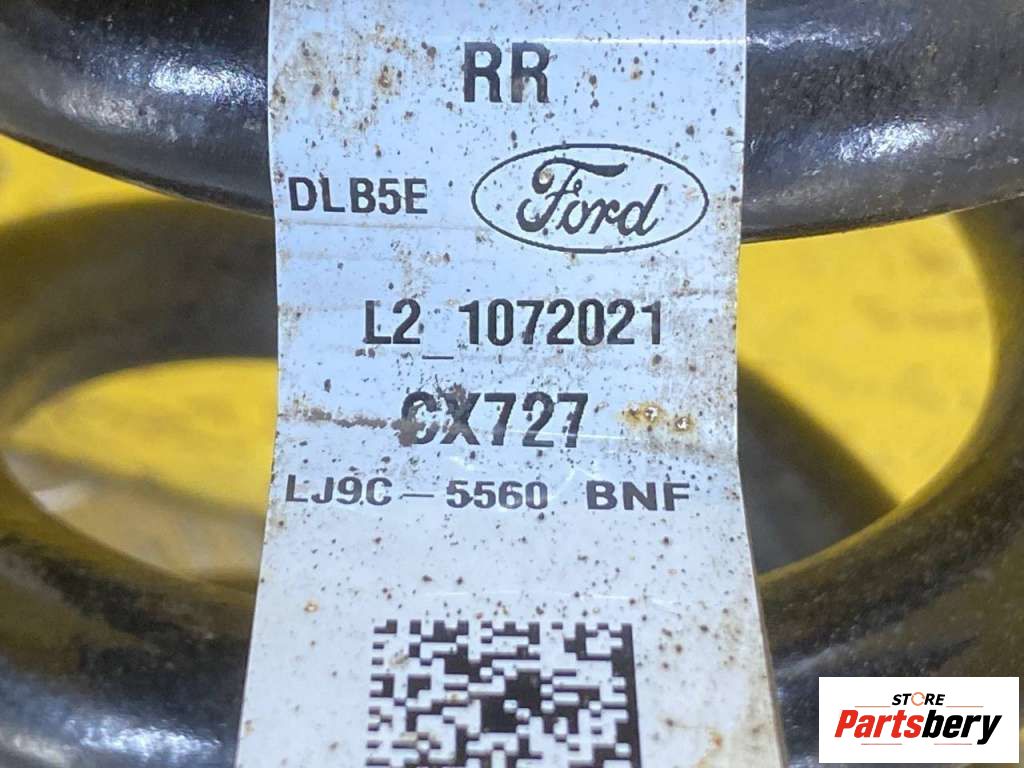 RR
DLB5E Ford
L2_1072021
CX727
LJ9C-5560 BNF
STORE
Partsbery